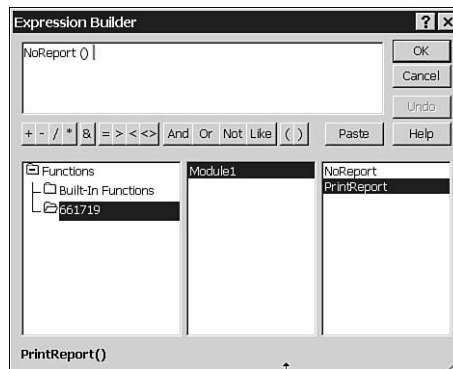 Expression Builder ? ×
NoReport ()
OK
Cancel
Undo
+ - / * & = > < <> And Or Not Like ( ) Paste Help
Functions
Built-In Functions
661719
Module1
NoReport
PrintReport
PrintReport()